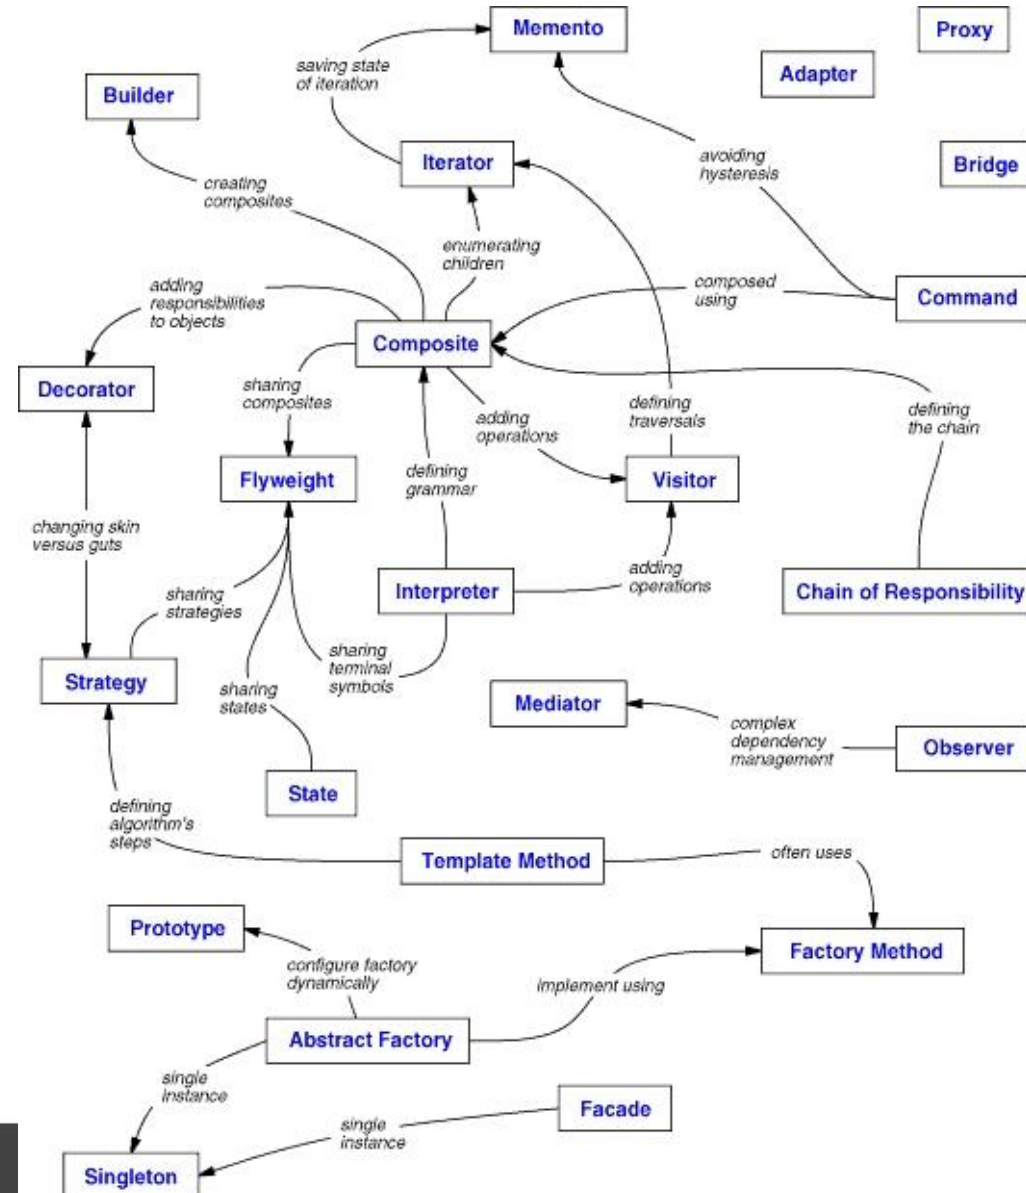 Memento
Proxy
saving state
of iteration
Adapter
Builder
avoiding
hysteresis
Iterator
Bridge
creating
composites
enumerating
children
adding
responsibilities
to objects
composed
using
Command
Composite
Decorator
sharing
composites
adding
operations
defining
traversals
defining
the chain
Flyweight
defining
grammar
Visitor
changing skin
versus guts
sharing
strategies
Interpreter
adding
operations
Chain of Responsibility
sharing
terminal
symbols
Strategy
sharing
states
Mediator
complex
dependency
management
Observer
State
defining
algorithm's
steps
Template Method
often uses
Prototype
Factory Method
configure factory
dynamically
implement using
Abstract Factory
single
instance
Facade
single
instance
Singleton